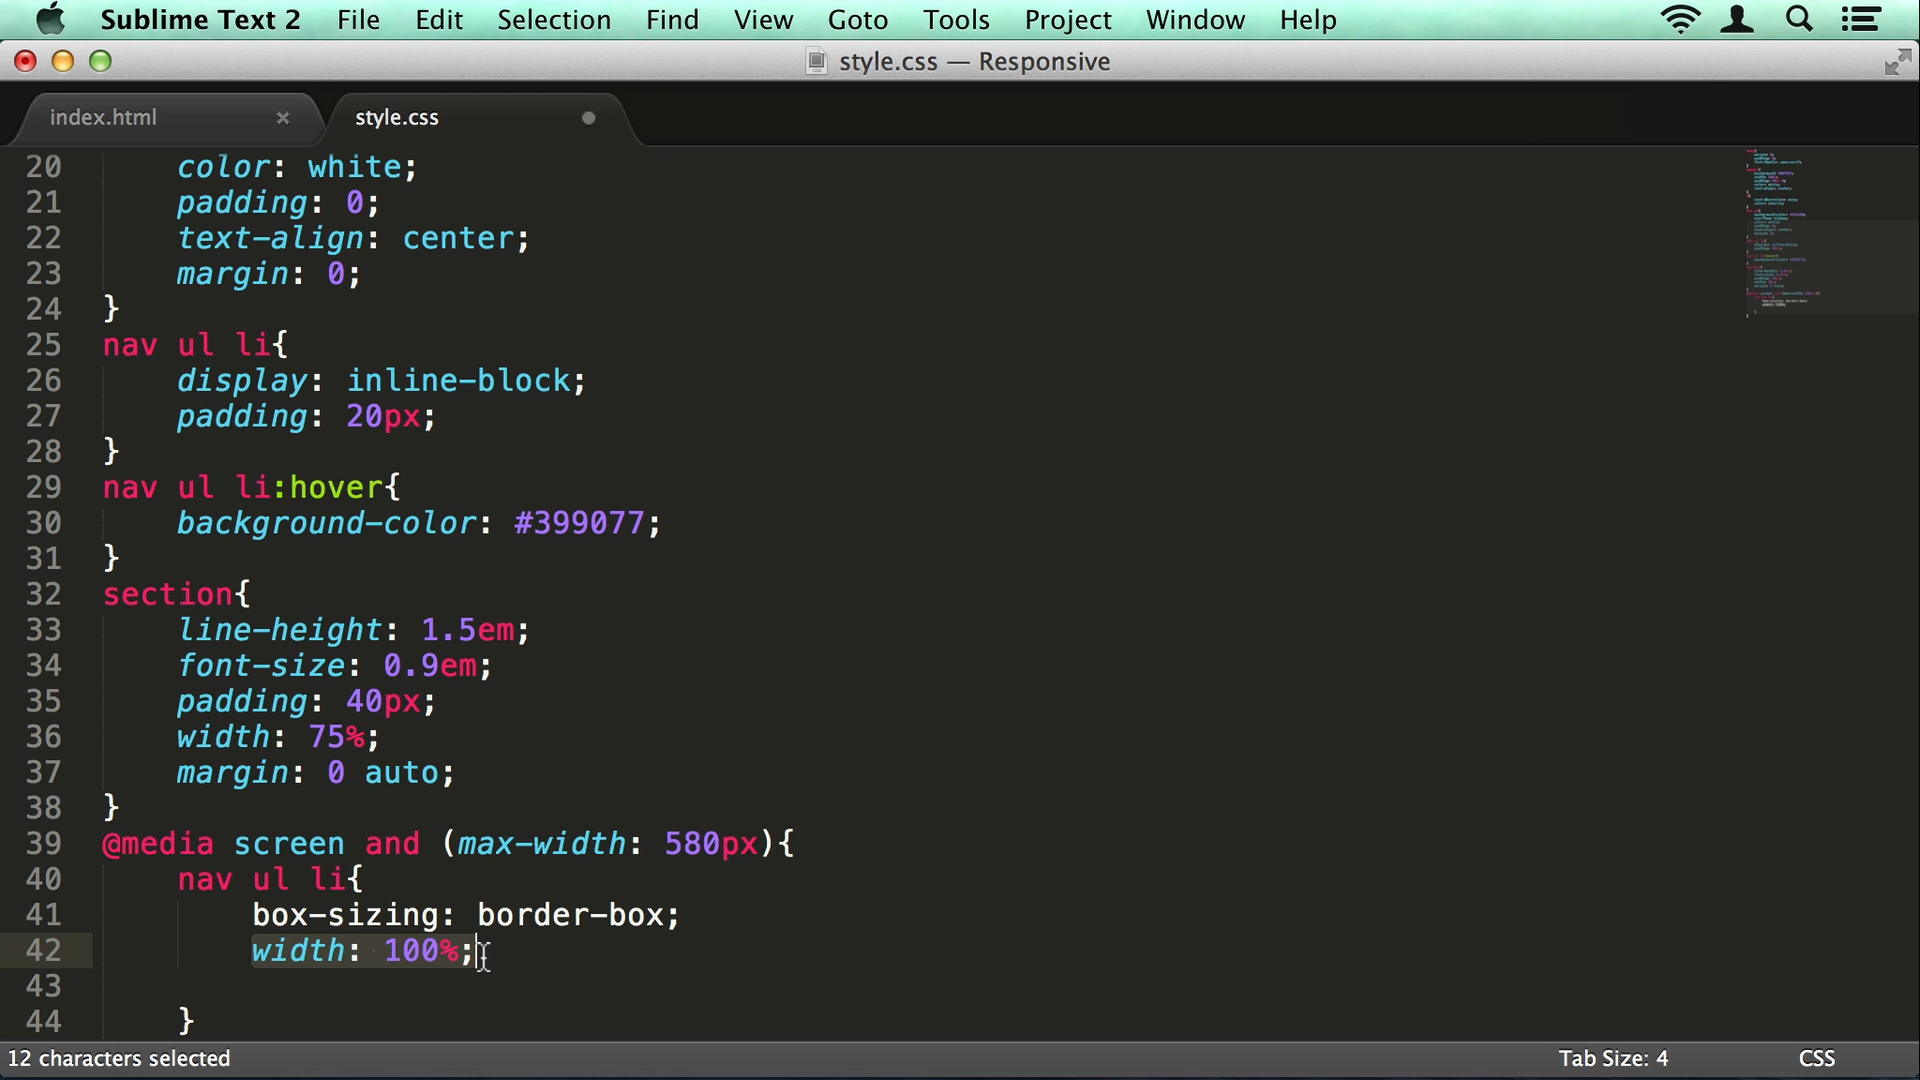 Sublime Text 2 File Edit Selection Find View Goto Tools Project Window Help
style.css — Responsive
index.html × style.css
20 color: white;
21 padding: 0;
22 text-align: center;
23 margin: 0;
24 }
25 nav ul li{
26 display: inline-block;
27 padding: 20px;
28 }
29 nav ul li:hover{
30 background-color: #399077;
31 }
32 section{
33 line-height: 1.5em;
34 font-size: 0.9em;
35 padding: 40px;
36 width: 75%;
37 margin: 0 auto;
38 }
39 @media screen and (max-width: 580px){
40 nav ul li{
41 box-sizing: border-box;
42 width: 100%;
43
44 }
12 characters selected Tab Size: 4 CSS